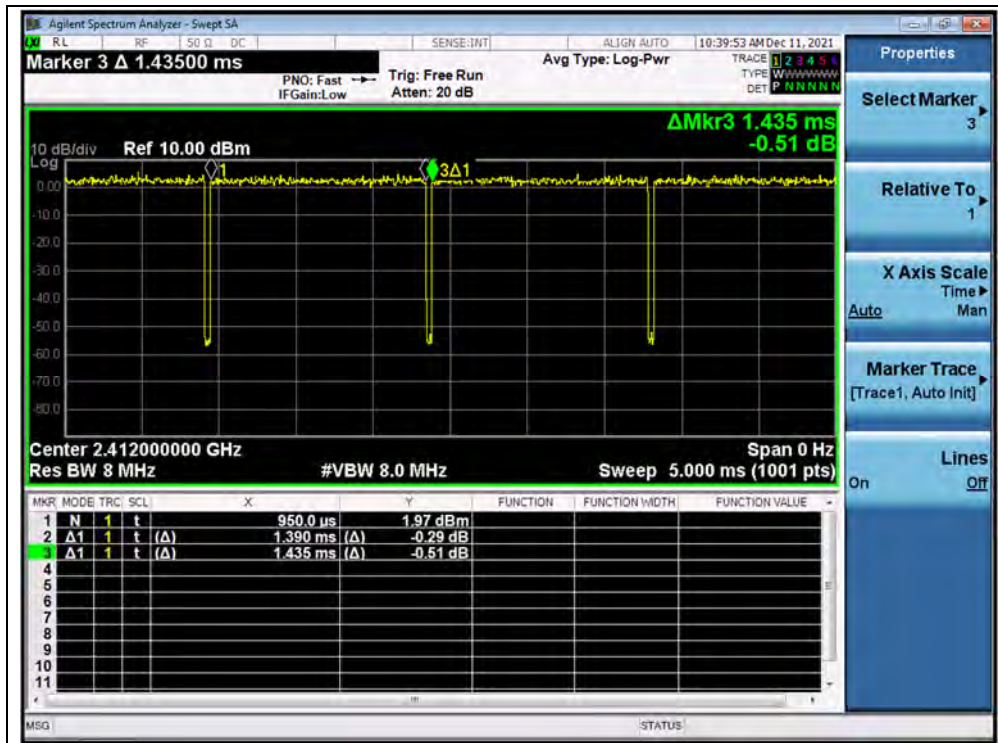 Agilent Spectrum Analyzer - Swept SA
LXI RL RF 50 Ω DC SENSE:INT ALIGN AUTO 10:39:53 AM Dec 11, 2021
Marker 3 Δ 1.43500 ms
PNO: Fast
IFGain:Low
Trig: Free Run
Atten: 20 dB
Avg Type: Log-Pwr
TRACE 1 2 3 4 5 6
TYPE WWWWWWW
DET P N N N N N
ΔMkr3 1.435 ms
-0.51 dB
10 dB/div Ref 10.00 dBm
Log
1
3Δ1
0.00
-10.0
-20.0
-30.0
-40.0
-50.0
-60.0
-70.0
-80.0
Center 2.412000000 GHz Span 0 Hz
Res BW 8 MHz #VBW 8.0 MHz Sweep 5.000 ms (1001 pts)
MKR MODE TRC SCL X Y FUNCTION FUNCTION WIDTH FUNCTION VALUE
1 N 1 t 950.0 µs 1.97 dBm
2 Δ1 1 t (Δ) 1.390 ms (Δ) -0.29 dB
3 Δ1 1 t (Δ) 1.435 ms (Δ) -0.51 dB
4
5
6
7
8
9
10
11
MSG STATUS
Properties
Select Marker
3
Relative To
1
X Axis Scale
Time
Auto Man
Marker Trace
[Trace1, Auto Init]
Lines
On Off